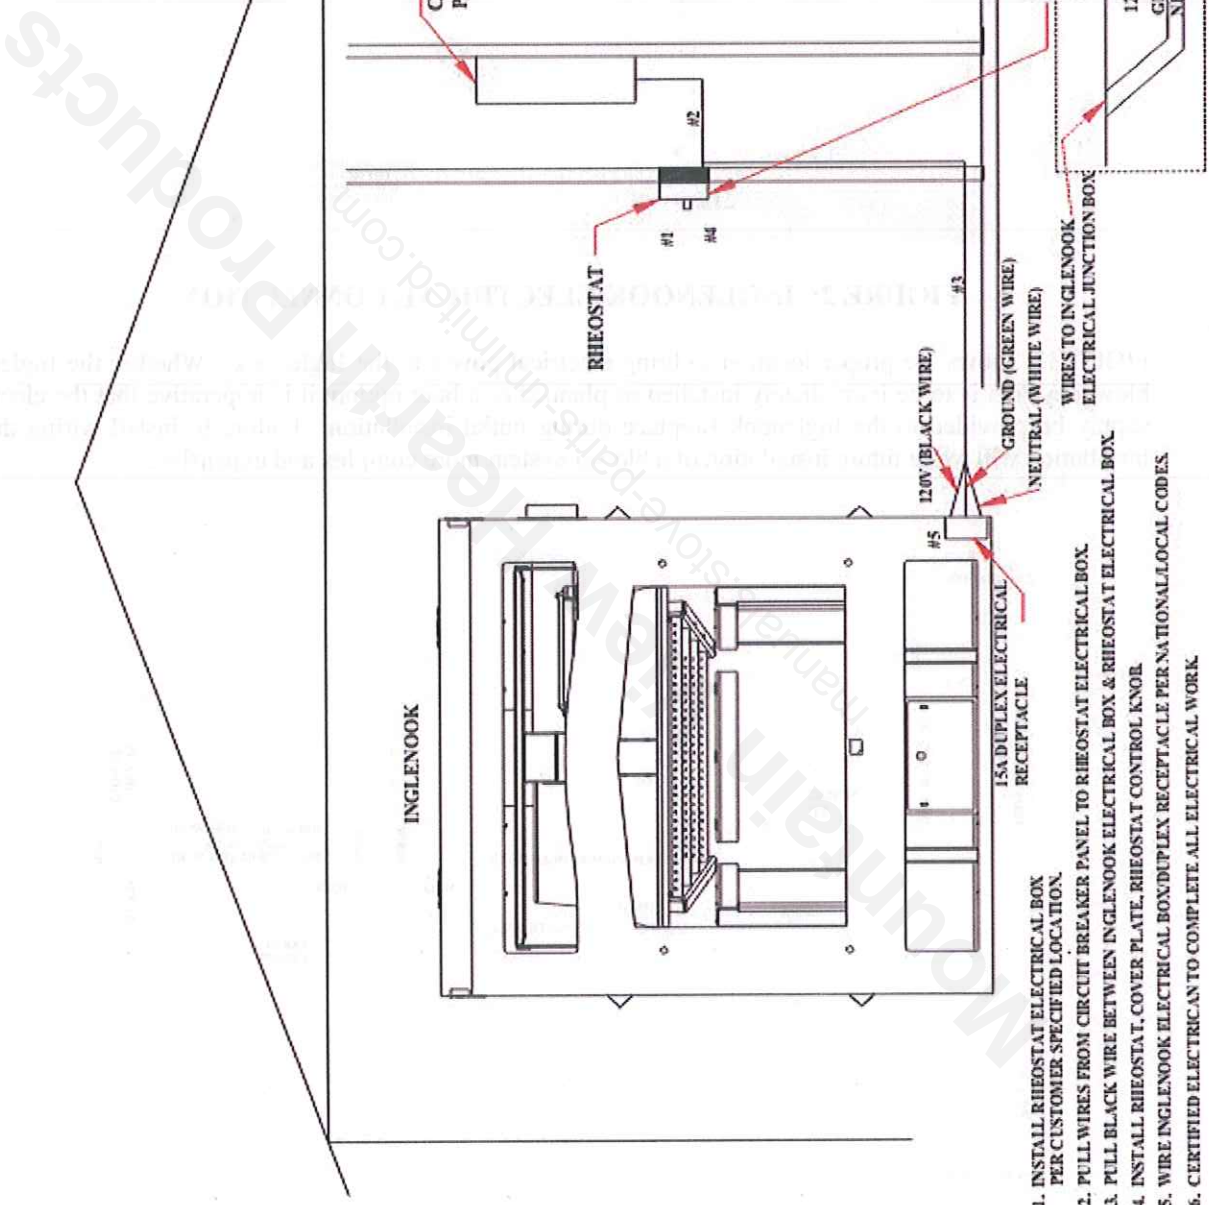 INGLENOOK
RHEOSTAT
#1
#4
#2
#3
#5
120V (BLACK WIRE)
GROUND (GREEN WIRE)
NEUTRAL (WHITE WIRE)
WIRES TO INGLENOOK
ELECTRICAL JUNCTION BOX
15A DUPLEX ELECTRICAL
RECEPTACLE
1. INSTALL RHEOSTAT ELECTRICAL BOX
PER CUSTOMER SPECIFIED LOCATION.
2. PULL WIRES FROM CIRCUIT BREAKER PANEL TO RHEOSTAT ELECTRICAL BOX.
3. PULL BLACK WIRE BETWEEN INGLENOOK ELECTRICAL BOX & RHEOSTAT ELECTRICAL BOX.
4. INSTALL RHEOSTAT, COVER PLATE, RHEOSTAT CONTROL KNOB.
5. WIRE INGLENOOK ELECTRICAL BOX/DUPLEX RECEPTACLE PER NATIONAL/LOCAL CODES.
6. CERTIFIED ELECTRICAN TO COMPLETE ALL ELECTRICAL WORK.
Mountain View Hearth Products
manuals.stove-parts-unlimited.com